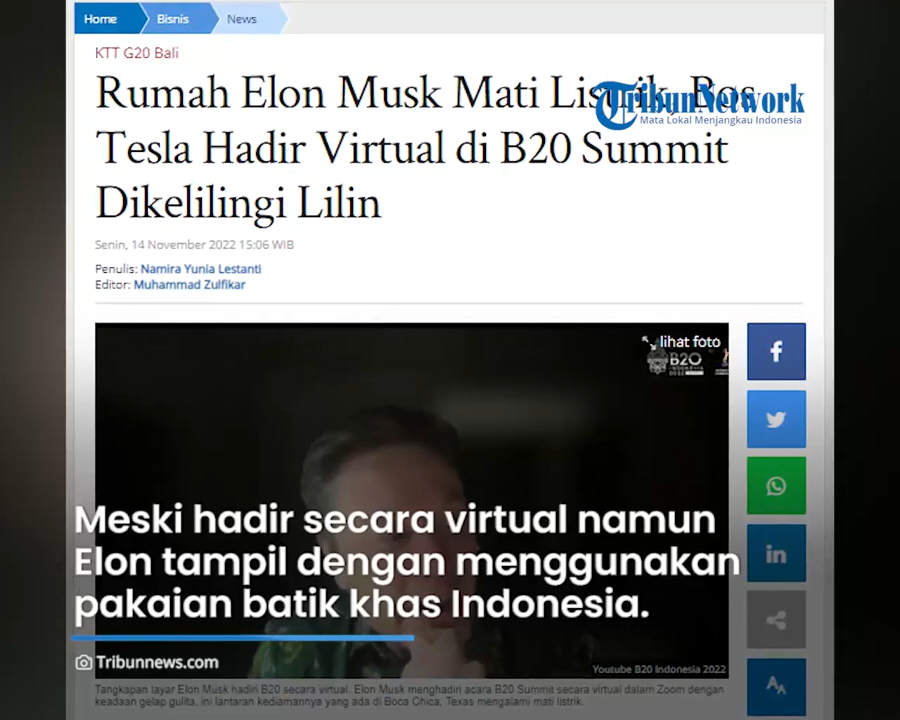 Home Bisnis News
KTT G20 Bali
Rumah Elon Musk Mati Listrik, Bos
TribunNetwork
Mata Lokal Menjangkau Indonesia
Tesla Hadir Virtual di B20 Summit
Dikelilingi Lilin
Senin, 14 November 2022 15:06 WIB
Penulis: Namira Yunia Lestanti
Editor: Muhammad Zulfikar
lihat foto
B20
Meski hadir secara virtual namun
Elon tampil dengan menggunakan
pakaian batik khas Indonesia.
Tribunnews.com
Youtube B20 Indonesia 2022
Tangkapan layar Elon Musk hadiri B20 secara virtual. Elon Musk menghadiri acara B20 Summit secara virtual dalam Zoom dengan
keadaan gelap gulita, ini lantaran kediamannya yang ada di Boca Chica, Texas mengalami mati listrik.